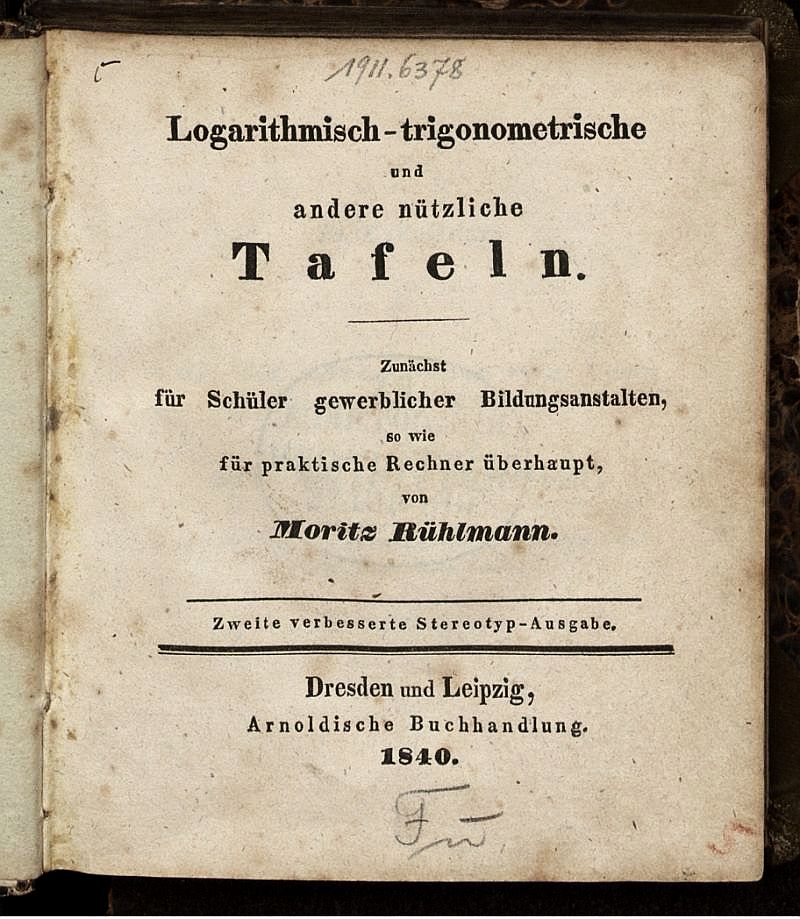 1911.6378
Logarithmisch-trigonometrische
und
andere nützliche
Tafeln.
Zunächst
für Schüler gewerblicher Bildungsanstalten,
so wie
für praktische Rechner überhaupt,
von
Moritz Rühlmann.
Zweite verbesserte Stereotyp-Ausgabe.
Dresden und Leipzig,
Arnoldische Buchhandlung.
1840.